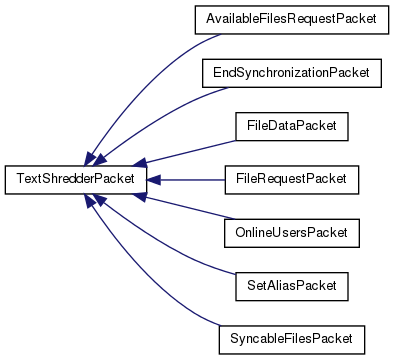 AvailableFilesRequestPacket
EndSynchronizationPacket
FileDataPacket
TextShredderPacket
FileRequestPacket
OnlineUsersPacket
SetAliasPacket
SyncableFilesPacket